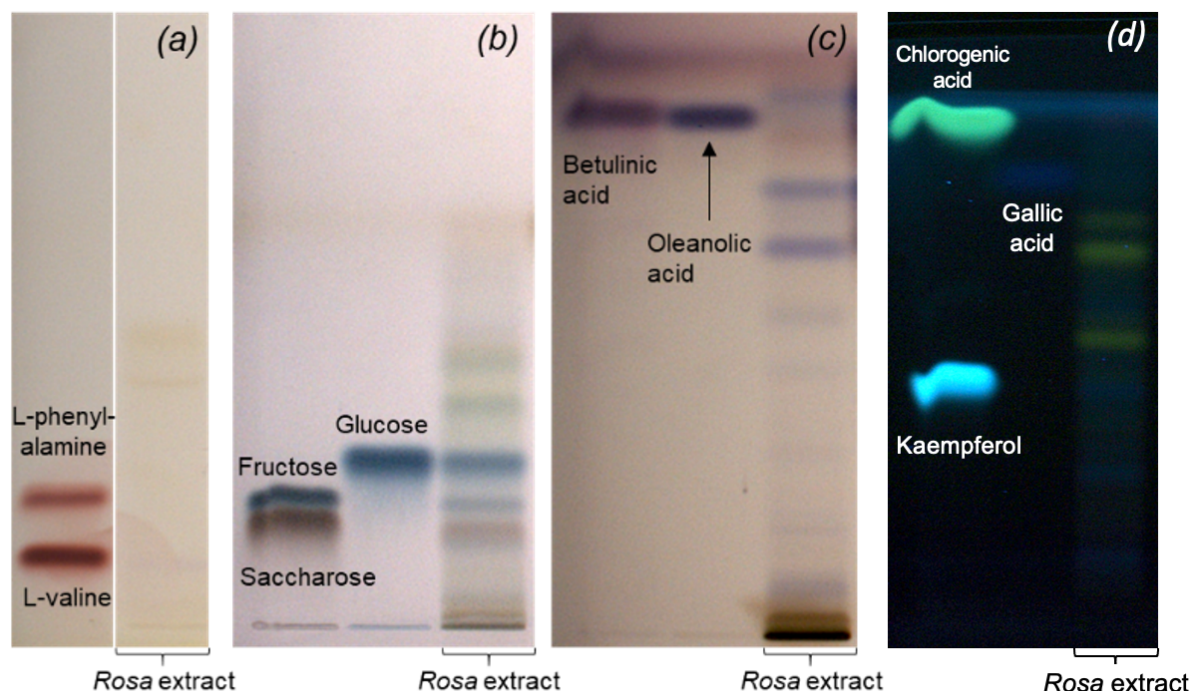 (a)
L-phenyl-
alamine
L-valine
Rosa extract
(b)
Glucose
Fructose
Saccharose
Rosa extract
(c)
Betulinic
acid
Oleanolic
acid
Rosa extract
(d)
Chlorogenic
acid
Gallic
acid
Kaempferol
Rosa extract